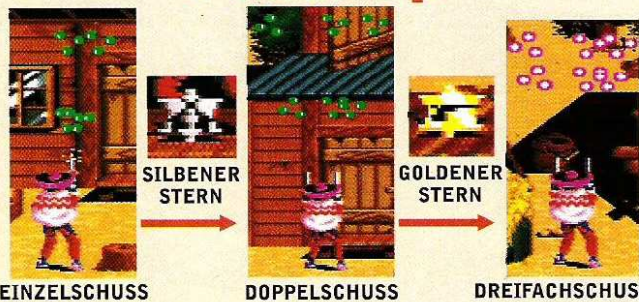 SILBENER
STERN
GOLDENER
STERN
EINZELSCHUSS
DOPPELSCHUSS
DREIFACHSCHUS